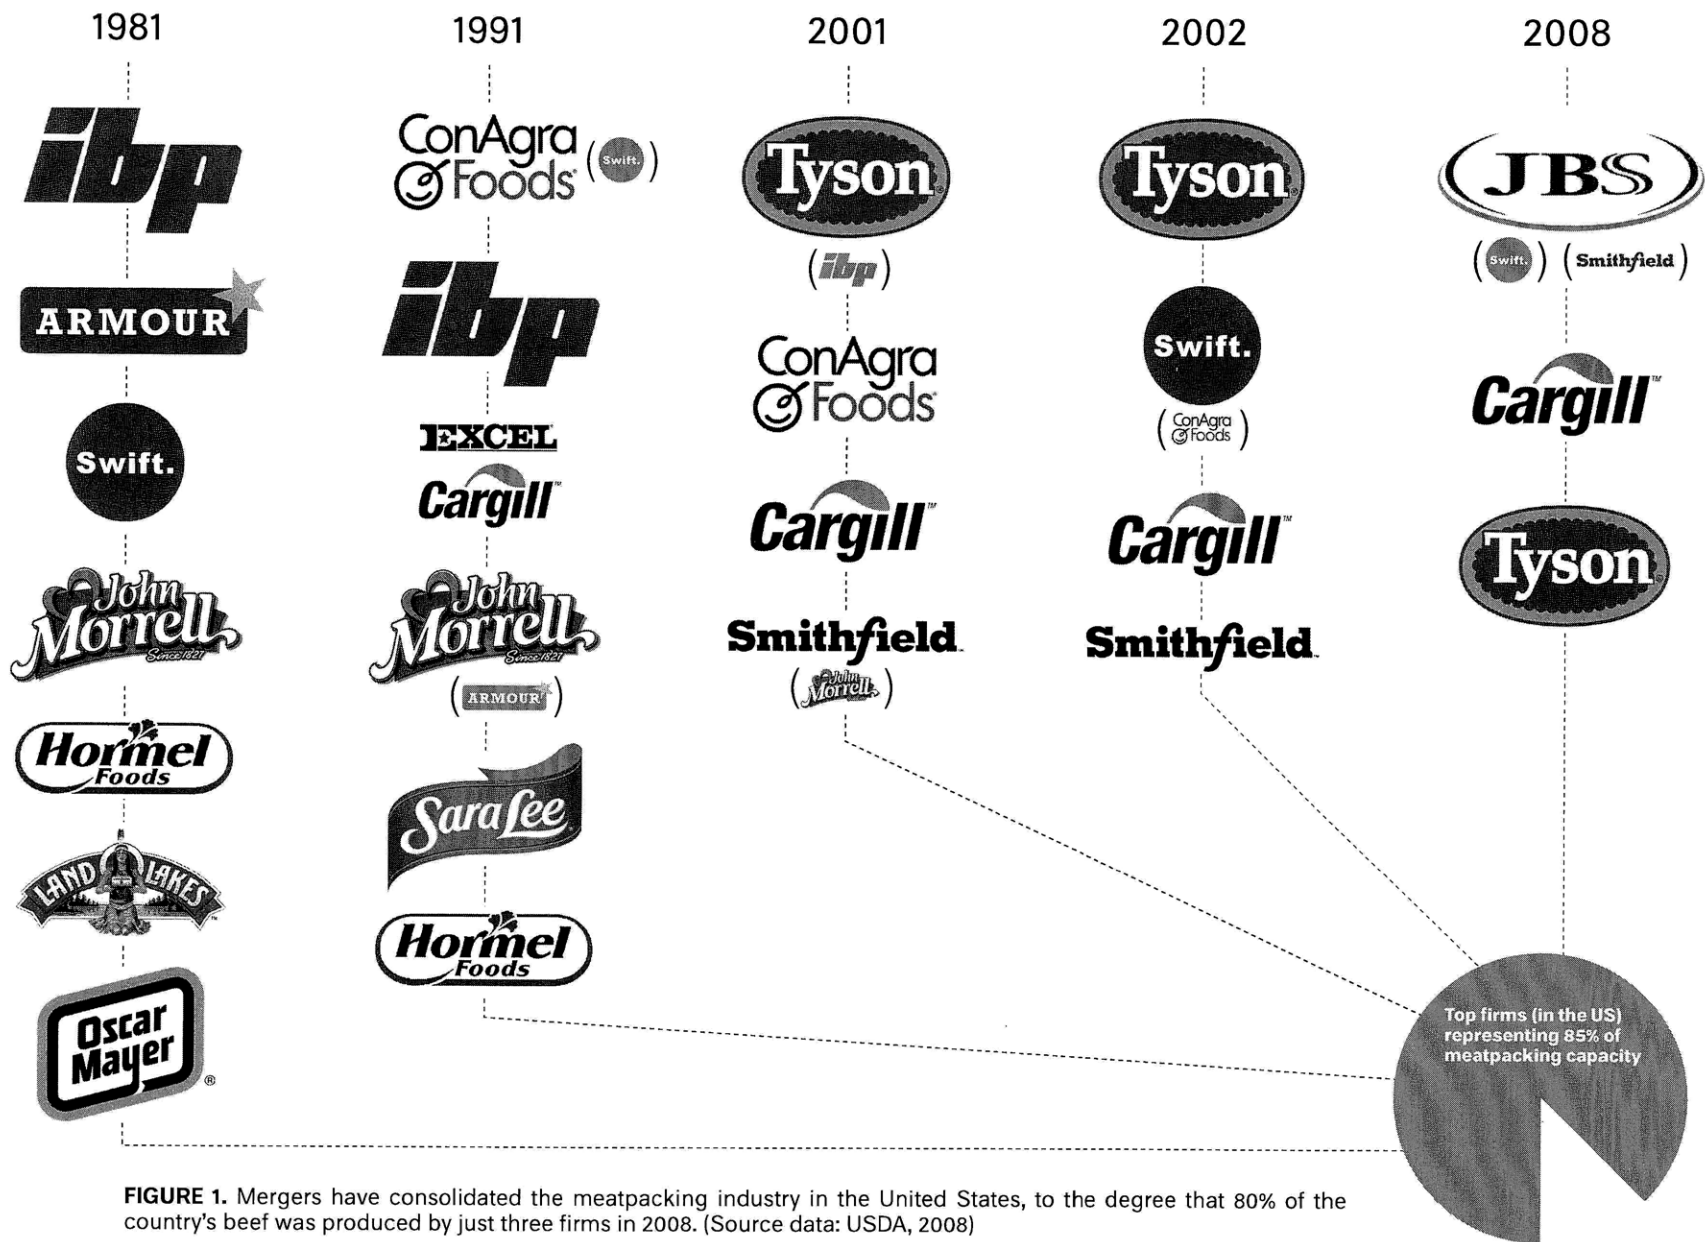 1981
ibp
ARMOUR
Swift.
John
Morrell
Since 1827
Hormel
Foods
LAND LAKES
Oscar
Mayer
®
1991
ConAgra
Foods
(Swift.)
ibp
EXCEL
Cargill™
John
Morrell
Since 1827
(ARMOUR)
Sara Lee
Hormel
Foods
2001
Tyson
(ibp)
ConAgra
Foods
Cargill™
Smithfield
(John
Morrell)
2002
Tyson
Swift.
(ConAgra
Foods)
Cargill™
Smithfield
2008
JBS
(Swift.) (Smithfield)
Cargill™
Tyson
Top firms (in the US)
representing 85% of
meatpacking capacity
FIGURE 1. Mergers have consolidated the meatpacking industry in the United States, to the degree that 80% of the
country's beef was produced by just three firms in 2008. (Source data: USDA, 2008)